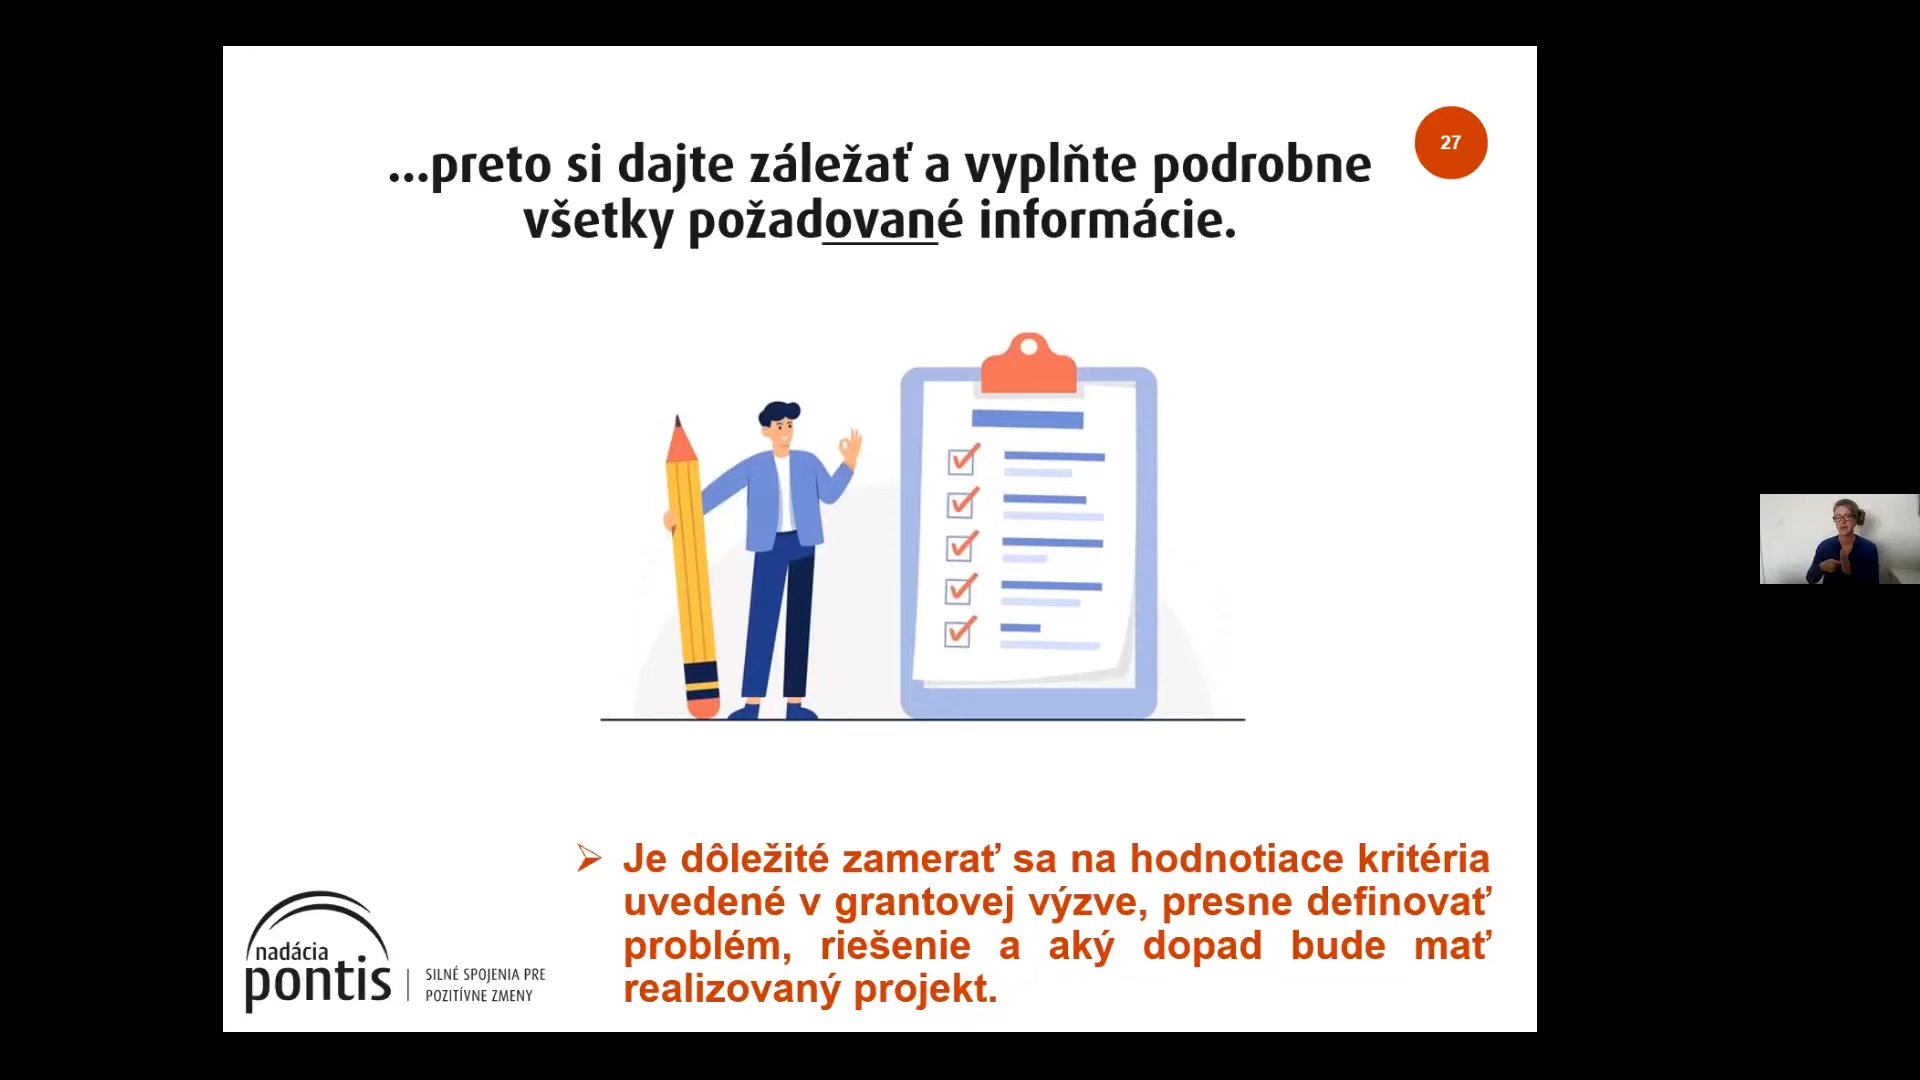 ...preto si dajte záležať a vyplňte podrobne
všetky požadované informácie.
27
➢ Je dôležité zamerať sa na hodnotiace kritéria
uvedené v grantovej výzve, presne definovať
problém, riešenie a aký dopad bude mať
realizovaný projekt.
nadácia
pontis
SILNÉ SPOJENIA PRE
POZITÍVNE ZMENY